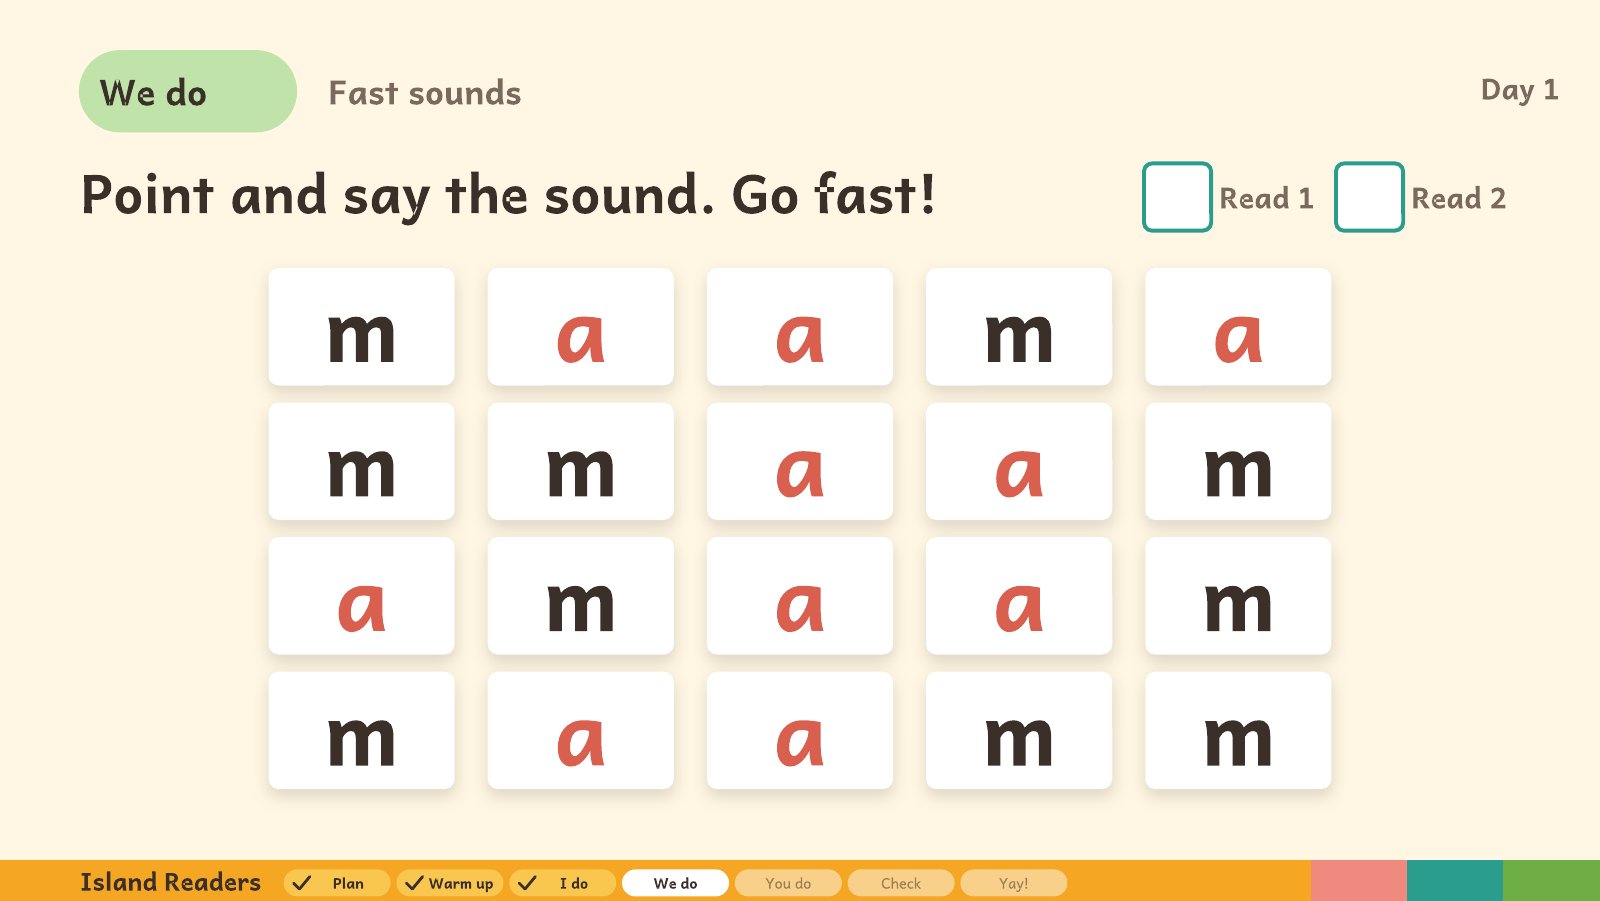 We do
Fast sounds
Day 1
Point and say the sound. Go fast!
Read 1
Read 2
m a a m a
m m a a m
a m a a m
m a a m m
Island Readers
Plan
Warm up
I do
We do
You do
Check
Yay!